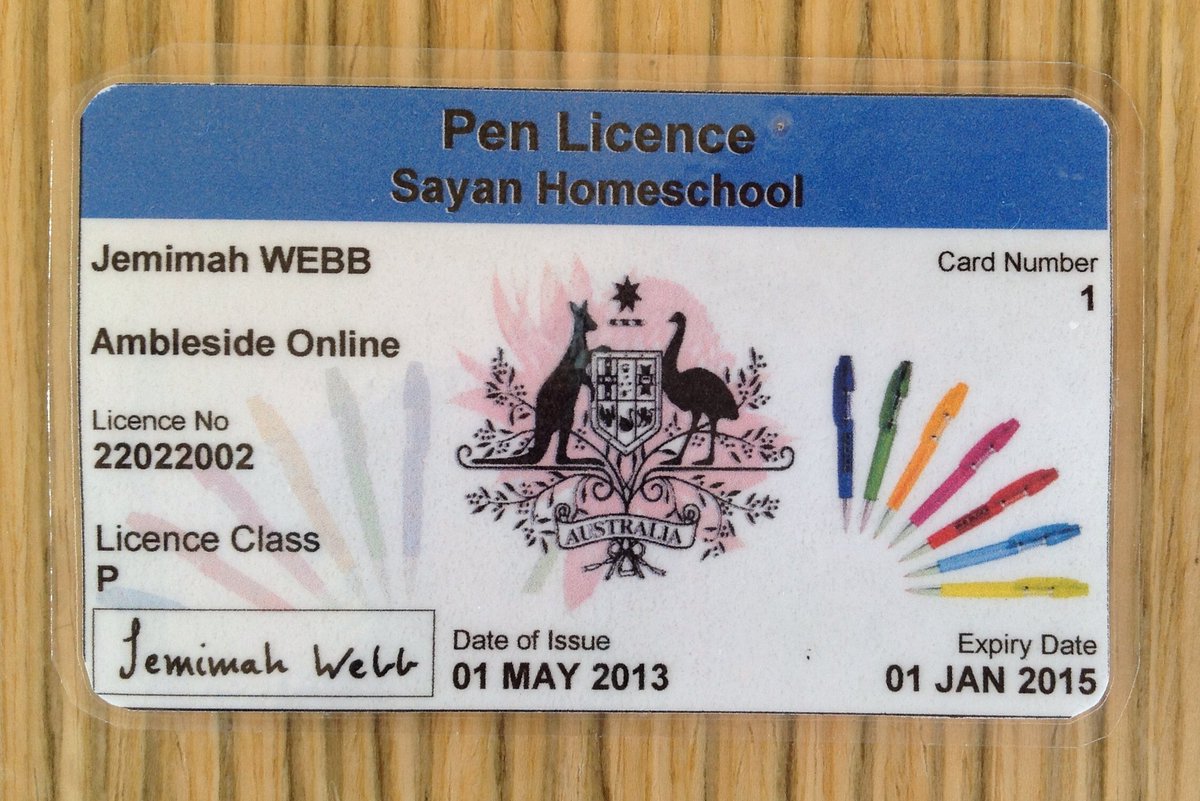 Pen Licence
Sayan Homeschool
Jemimah WEBB
Card Number
1
Ambleside Online
Licence No
22022002
Licence Class
P
AUSTRALIA
Jemimah Webb
Date of Issue
01 MAY 2013
Expiry Date
01 JAN 2015